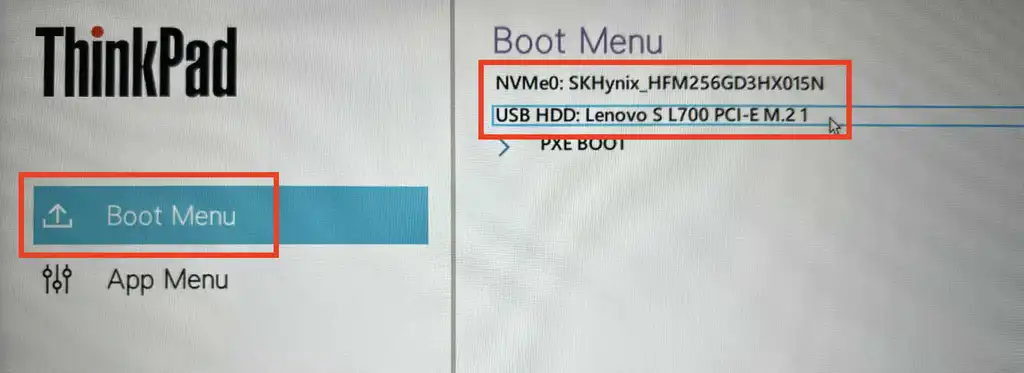 ThinkPad
Boot Menu
App Menu
Boot Menu
NVMe0: SKHynix_HFM256GD3HX015N
USB HDD: Lenovo S L700 PCI-E M.2 1
PXE BOOT